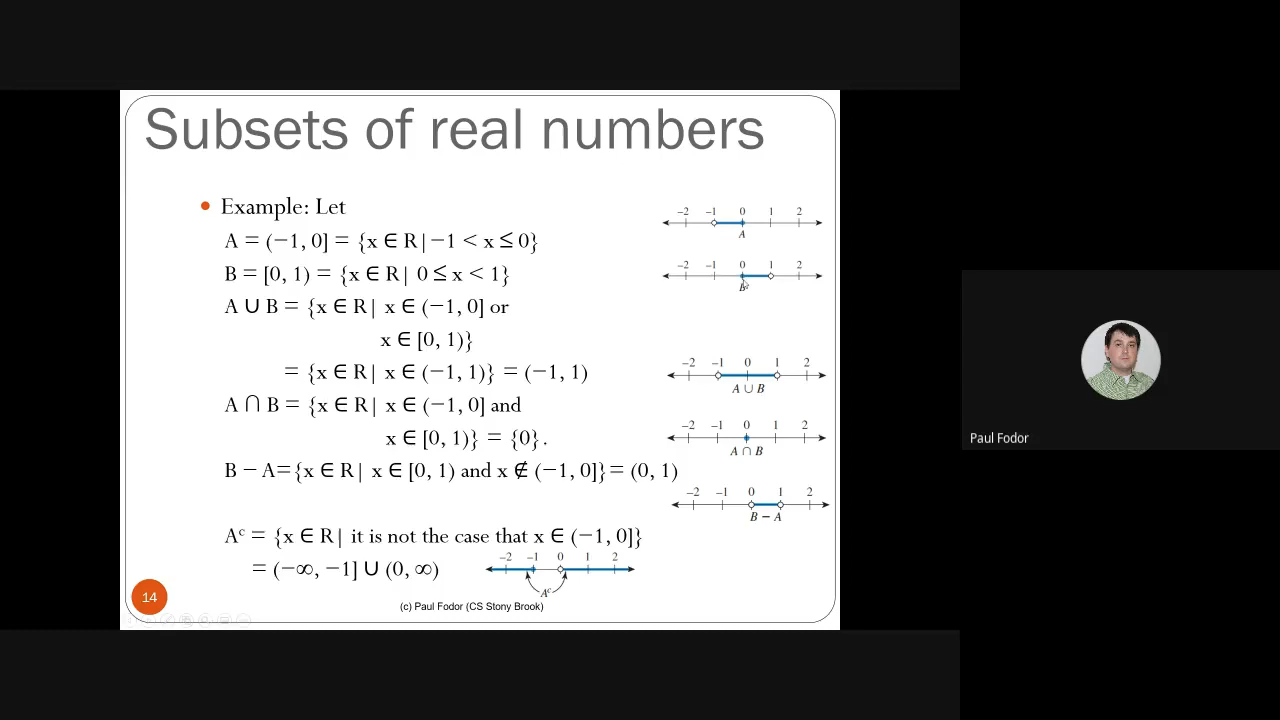 Subsets of real numbers
• Example: Let
A = (−1, 0] = {x ∈ R|−1 < x ≤ 0}
B = [0, 1) = {x ∈ R| 0 ≤ x < 1}
A ∪ B = {x ∈ R| x ∈ (−1, 0] or
x ∈ [0, 1)}
= {x ∈ R| x ∈ (−1, 1)} = (−1, 1)
A ∩ B = {x ∈ R| x ∈ (−1, 0] and
x ∈ [0, 1)} = {0}.
B − A={x ∈ R| x ∈ [0, 1) and x ∉ (−1, 0]}= (0, 1)
Aᶜ = {x ∈ R| it is not the case that x ∈ (−1, 0]}
= (−∞, −1] ∪ (0, ∞)
−2 −1 0 1 2
A
−2 −1 0 1 2
B
−2 −1 0 1 2
A ∪ B
−2 −1 0 1 2
A ∩ B
−2 −1 0 1 2
B − A
−2 −1 0 1 2
Aᶜ
14
(c) Paul Fodor (CS Stony Brook)
Paul Fodor